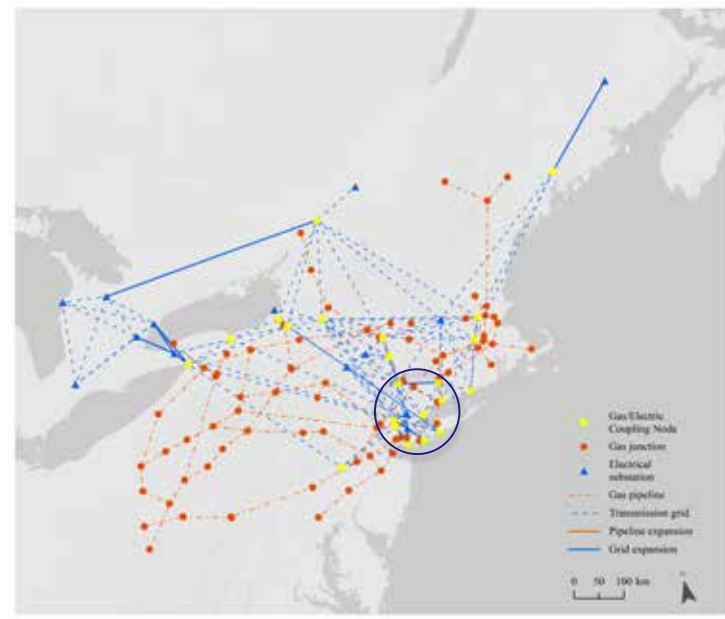 Gas/Electric
Coupling Node
Gas junction
Electrical
substation
Gas pipeline
Transmission grid
Pipeline expansion
Grid expansion
0 50 100 km